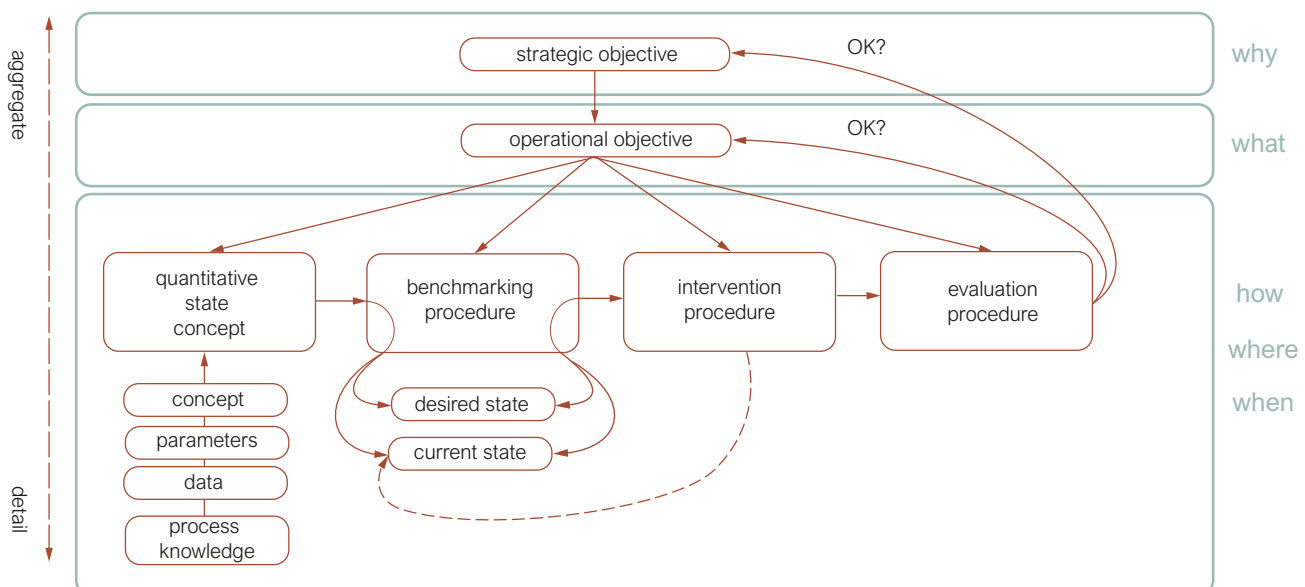 aggregate
detail
strategic objective
OK?
why
operational objective
OK?
what
quantitative
state
concept
benchmarking
procedure
intervention
procedure
evaluation
procedure
how
where
when
concept
parameters
data
process
knowledge
desired state
current state